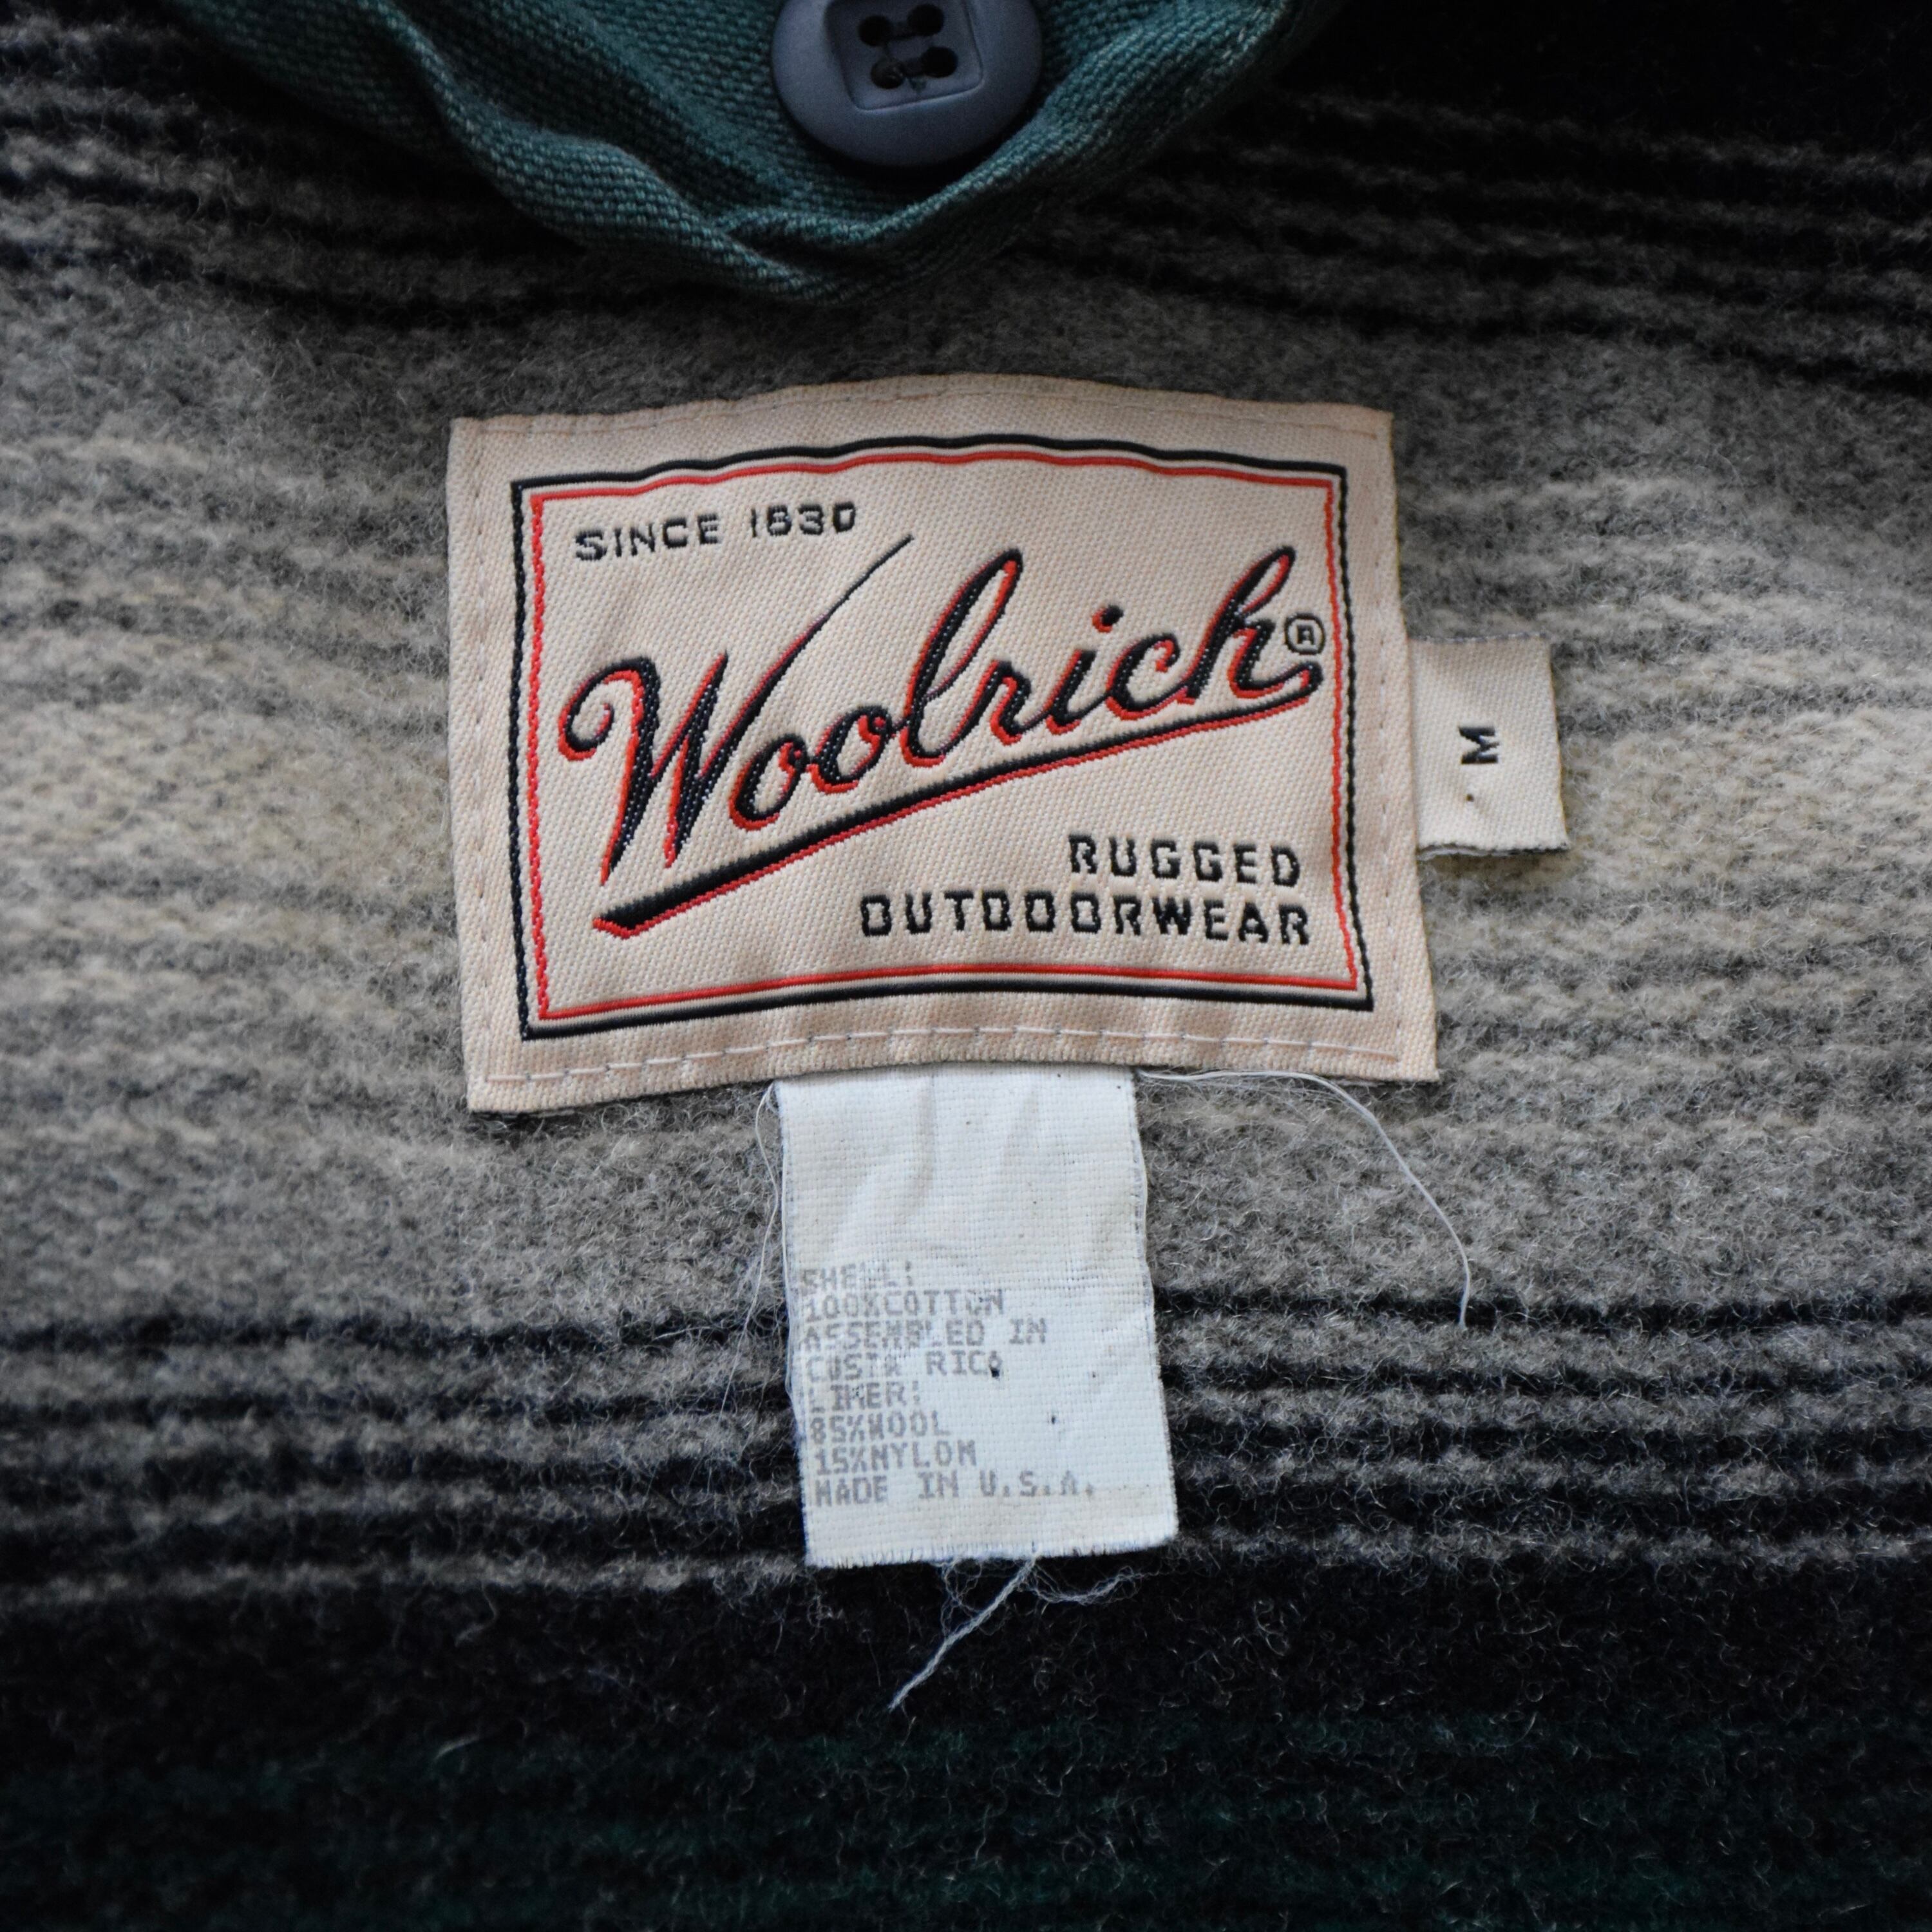 SINCE 1830
Woolrich®
RUGGED
OUTDOORWEAR
M
SHELL:
100%COTTON
ASSEMBLED IN
COSTA RICA
LINER:
85%WOOL
15%NYLON
MADE IN U.S.A.